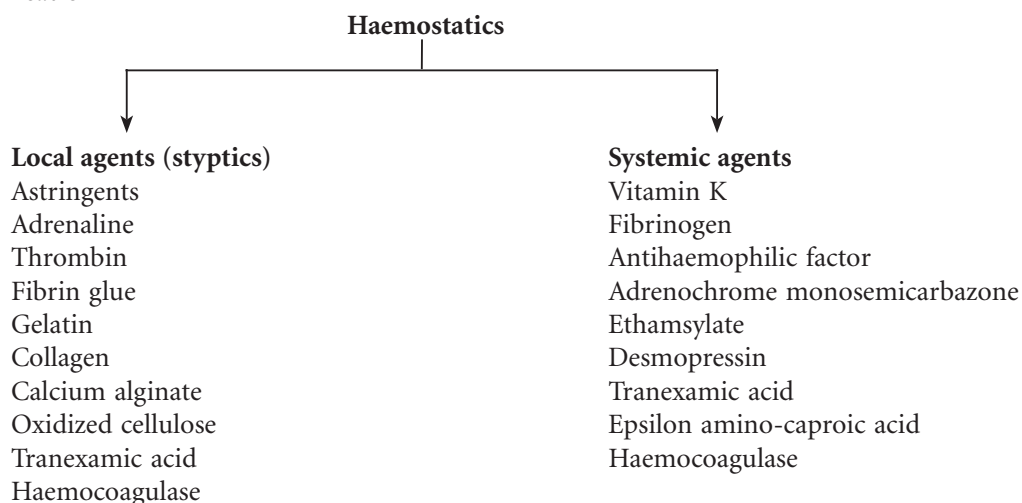 Haemostatics
Local agents (styptics)
Astringents
Adrenaline
Thrombin
Fibrin glue
Gelatin
Collagen
Calcium alginate
Oxidized cellulose
Tranexamic acid
Haemocoagulase
Systemic agents
Vitamin K
Fibrinogen
Antihaemophilic factor
Adrenochrome monosemicarbazone
Ethamsylate
Desmopressin
Tranexamic acid
Epsilon amino-caproic acid
Haemocoagulase